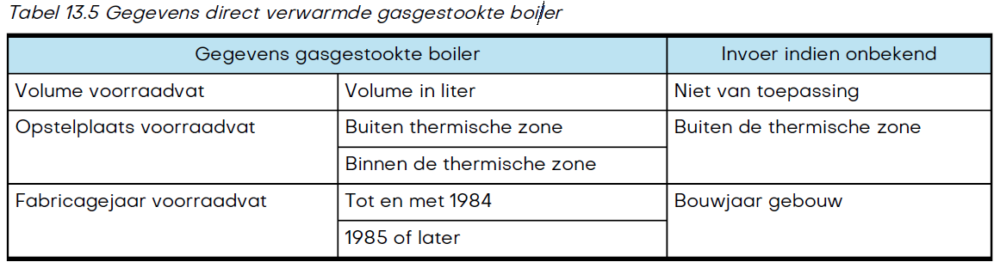 Tabel 13.5 Gegevens direct verwarmde gasgestookte boiler
Gegevens gasgestookte boiler Invoer indien onbekend
Volume voorraadvat Volume in liter Niet van toepassing
Opstelplaats voorraadvat Buiten thermische zone Buiten de thermische zone
Binnen de thermische zone
Fabricagejaar voorraadvat Tot en met 1984 Bouwjaar gebouw
1985 of later